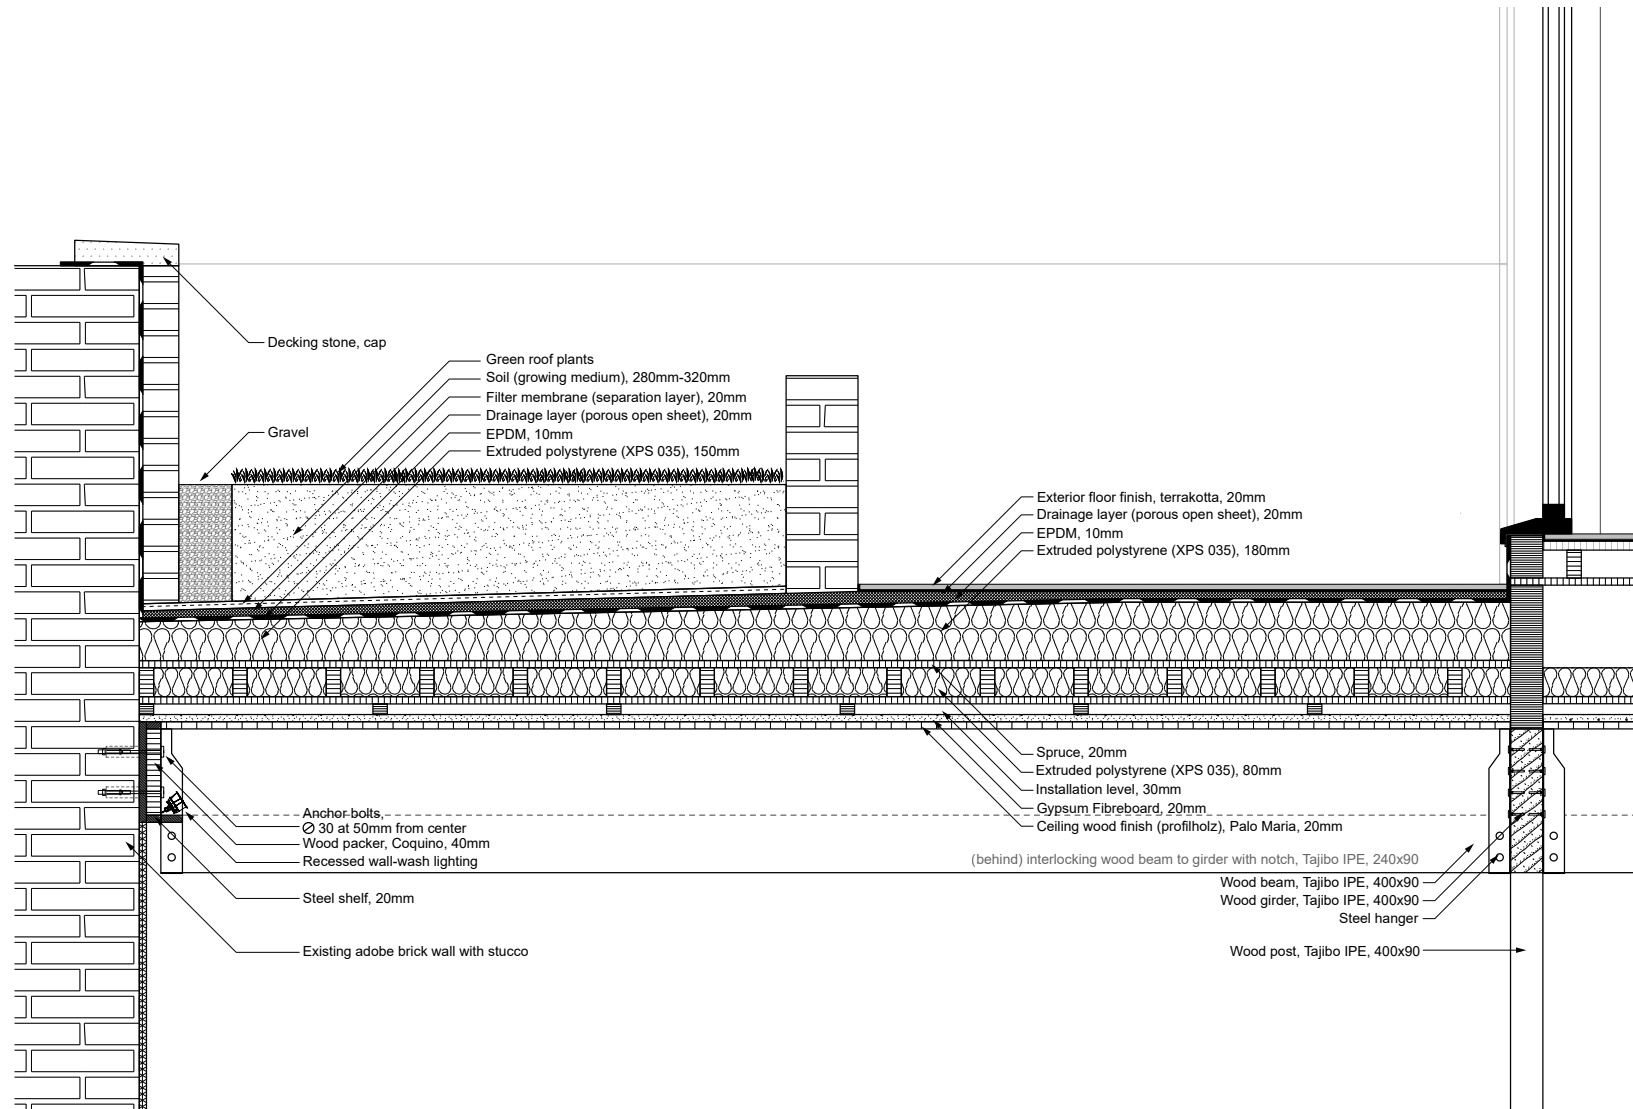 Decking stone, cap
Green roof plants
Soil (growing medium), 280mm-320mm
Filter membrane (separation layer), 20mm
Drainage layer (porous open sheet), 20mm
EPDM, 10mm
Extruded polystyrene (XPS 035), 150mm
Gravel
Exterior floor finish, terrakotta, 20mm
Drainage layer (porous open sheet), 20mm
EPDM, 10mm
Extruded polystyrene (XPS 035), 180mm
Spruce, 20mm
Extruded polystyrene (XPS 035), 80mm
Installation level, 30mm
Gypsum Fibreboard, 20mm
Ceiling wood finish (profilholz), Palo Maria, 20mm
Anchor bolts,
∅ 30 at 50mm from center
Wood packer, Coquino, 40mm
Recessed wall-wash lighting
Steel shelf, 20mm
Existing adobe brick wall with stucco
(behind) interlocking wood beam to girder with notch, Tajibo IPE, 240x90
Wood beam, Tajibo IPE, 400x90
Wood girder, Tajibo IPE, 400x90
Steel hanger
Wood post, Tajibo IPE, 400x90